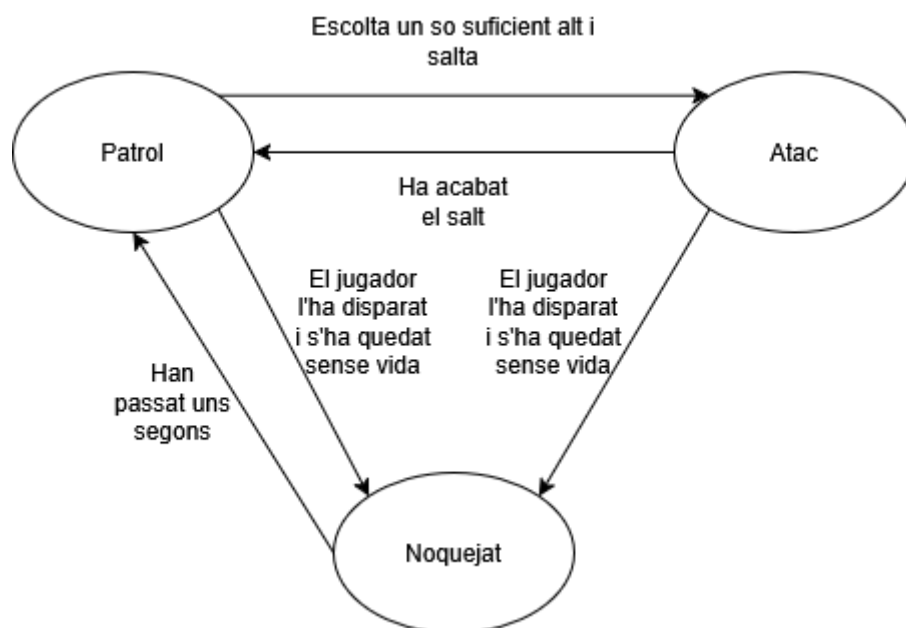 Escolta un so suficient alt i
salta
Patrol
Atac
Ha acabat
el salt
El jugador
l'ha disparat
i s'ha quedat
sense vida
El jugador
l'ha disparat
i s'ha quedat
sense vida
Han
passat uns
segons
Noquejat